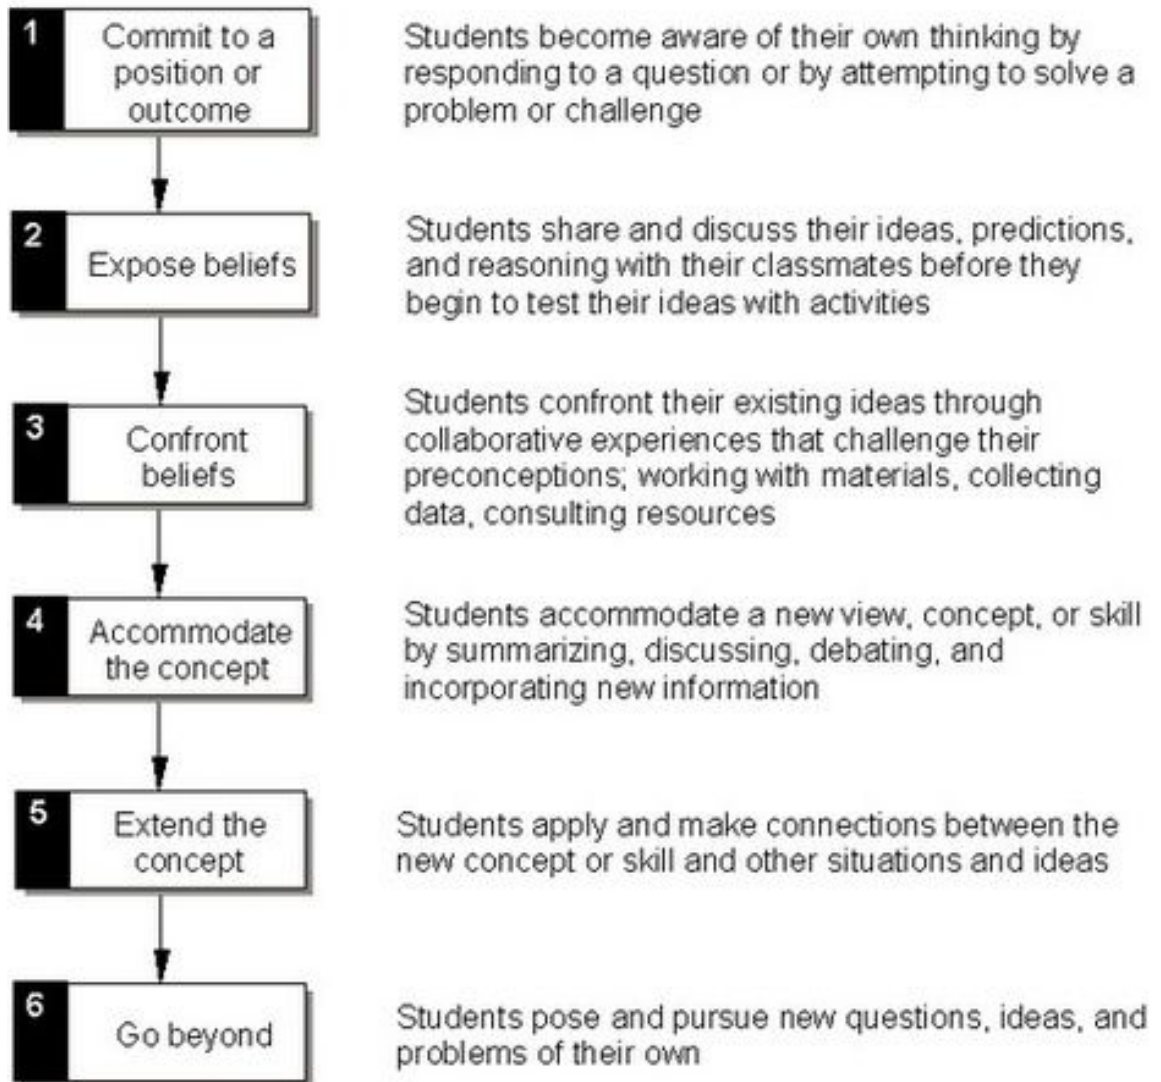 1
Commit to a
position or
outcome
Students become aware of their own thinking by
responding to a question or by attempting to solve a
problem or challenge
2
Expose beliefs
Students share and discuss their ideas, predictions,
and reasoning with their classmates before they
begin to test their ideas with activities
3
Confront
beliefs
Students confront their existing ideas through
collaborative experiences that challenge their
preconceptions; working with materials, collecting
data, consulting resources
4
Accommodate
the concept
Students accommodate a new view, concept, or skill
by summarizing, discussing, debating, and
incorporating new information
5
Extend the
concept
Students apply and make connections between the
new concept or skill and other situations and ideas
6
Go beyond
Students pose and pursue new questions, ideas, and
problems of their own